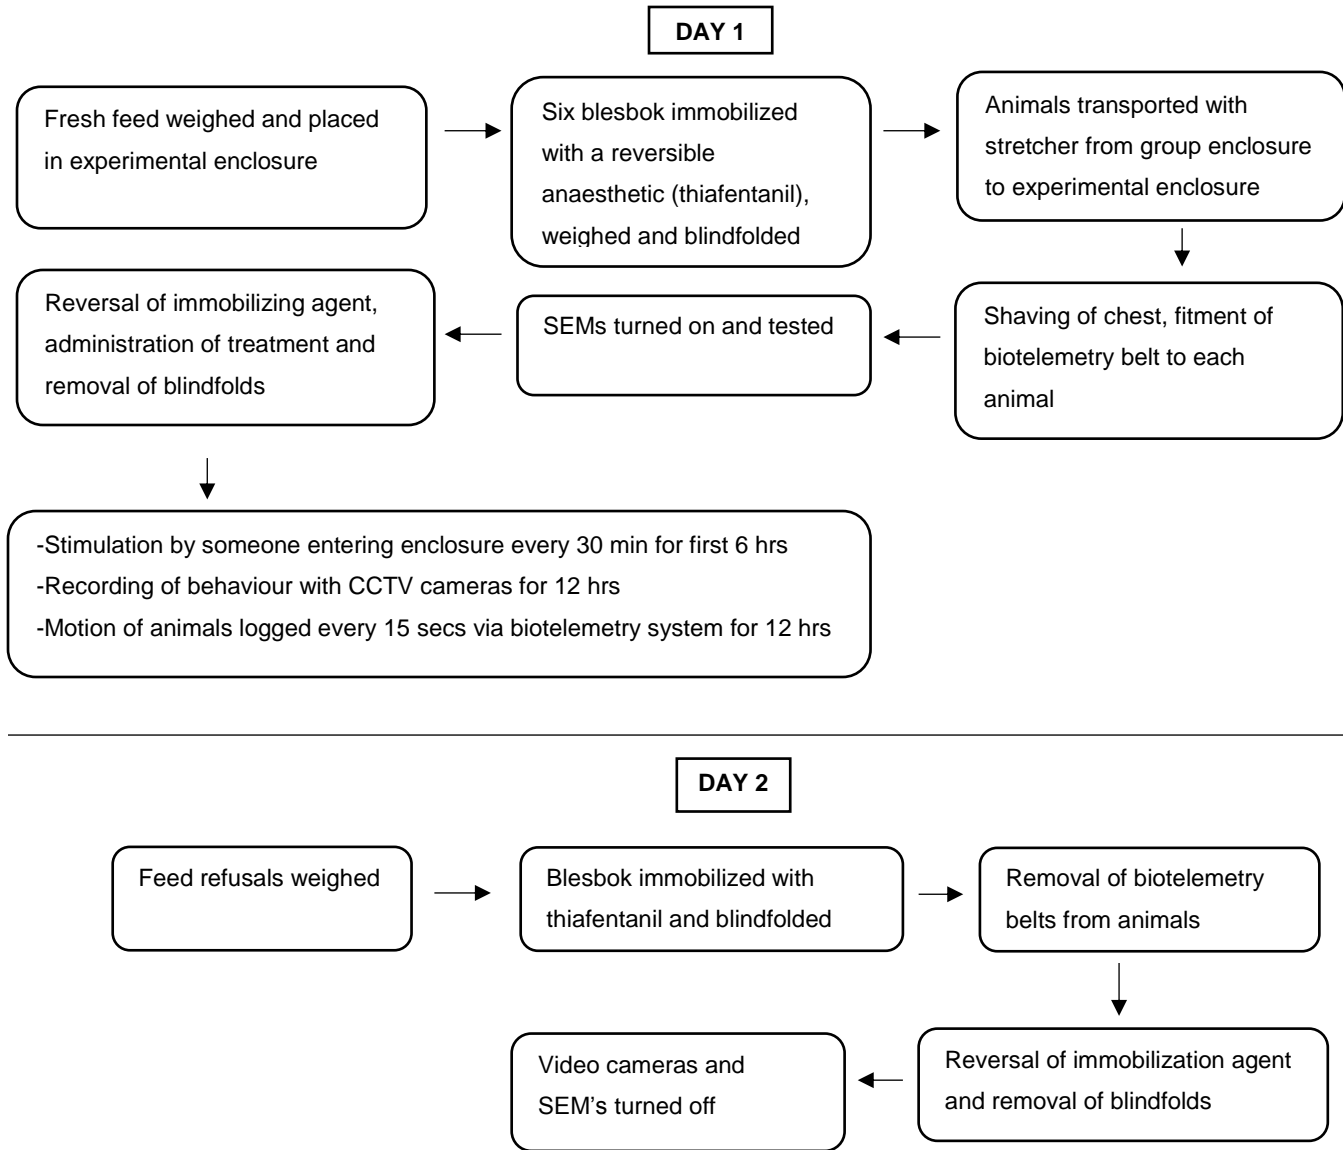 DAY 1
Fresh feed weighed and placed
in experimental enclosure
Six blesbok immobilized
with a reversible
anaesthetic (thiafentanil),
weighed and blindfolded
Animals transported with
stretcher from group enclosure
to experimental enclosure
Shaving of chest, fitment of
biotelemetry belt to each
animal
SEMs turned on and tested
Reversal of immobilizing agent,
administration of treatment and
removal of blindfolds
-Stimulation by someone entering enclosure every 30 min for first 6 hrs
-Recording of behaviour with CCTV cameras for 12 hrs
-Motion of animals logged every 15 secs via biotelemetry system for 12 hrs
DAY 2
Feed refusals weighed
Blesbok immobilized with
thiafentanil and blindfolded
Removal of biotelemetry
belts from animals
Reversal of immobilization agent
and removal of blindfolds
Video cameras and
SEM's turned off